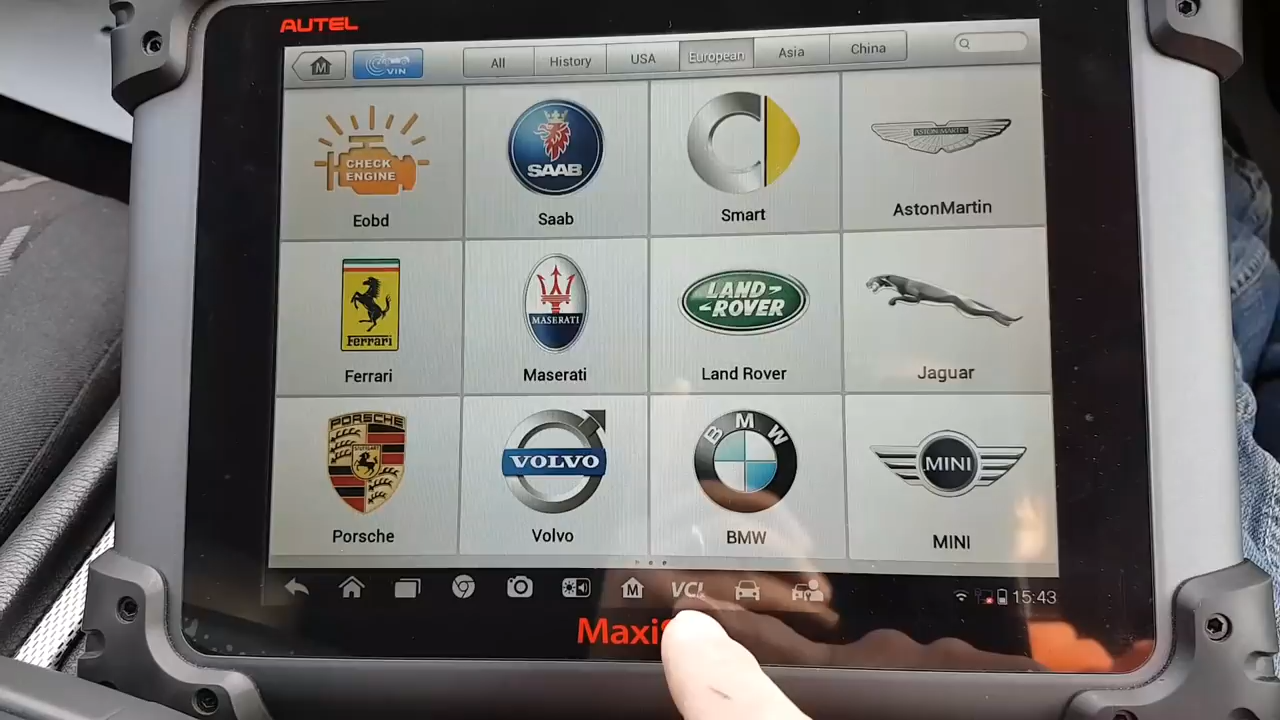 AUTEL
VIN
All
History
USA
European
Asia
China
M
CHECK
ENGINE
SAAB
ASTON MARTIN
Eobd
Saab
Smart
AstonMartin
Ferrari
MASERATI
LAND
ROVER
Ferrari
Maserati
Land Rover
Jaguar
PORSCHE
VOLVO
BMW
MINI
Porsche
Volvo
BMW
MINI
M
VCI
15:43
Maxi